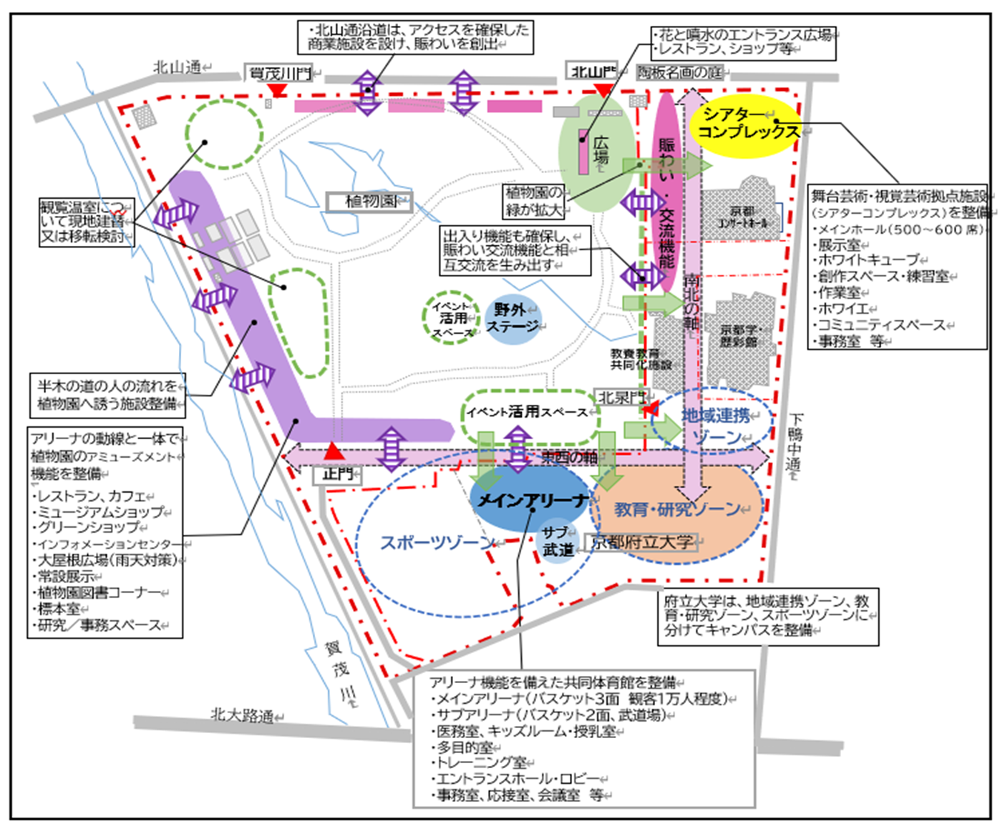 ・北山通沿道は、アクセスを確保した
商業施設を設け、賑わいを創出
・花と噴水のエントランス広場
・レストラン、ショップ等
北山通
賀茂川門
北山門
陶板名画の庭
シアター
コンプレックス
広場
賑わい・交流機能
植物園
植物園の
緑が拡大
観覧温室につ
いて現地建替
又は移転検討
出入り機能も確保し、
賑わい交流機能と相
互交流を生み出す
京都
コンサートホール
舞台芸術・視覚芸術拠点施設
(シアターコンプレックス)を整備
・メインホール(500～600 席)
・展示室
・ホワイトキューブ
・創作スペース・練習室
・作業室
・ホワイエ
・コミュニティスペース
・事務室 等
南北の軸
イベント
活用
スペース
野外
ステージ
京都学・
歴彩館
教養教育
共同化施設
半木の道の人の流れを
植物園へ誘う施設整備
北泉門
イベント活用スペース
地域連携
ゾーン
下鴨中通
アリーナの動線と一体で
植物園のアミューズメント
機能を整備
・レストラン、カフェ
・ミュージアムショップ
・グリーンショップ
・インフォメーションセンター
・大屋根広場(雨天対策)
・常設展示
・植物園図書コーナー
・標本室
・研究／事務スペース
東西の軸
正門
メインアリーナ
教育・研究ゾーン
スポーツゾーン
サブ
武道
京都府立大学
府立大学は、地域連携ゾーン、教
育・研究ゾーン、スポーツゾーンに
分けてキャンパスを整備
賀茂川
北大路通
アリーナ機能を備えた共同体育館を整備
・メインアリーナ(バスケット3面 観客1万人程度)
・サブアリーナ(バスケット2面、武道場)
・医務室、キッズルーム・授乳室
・多目的室
・トレーニング室
・エントランスホール・ロビー
・事務室、応接室、会議室 等